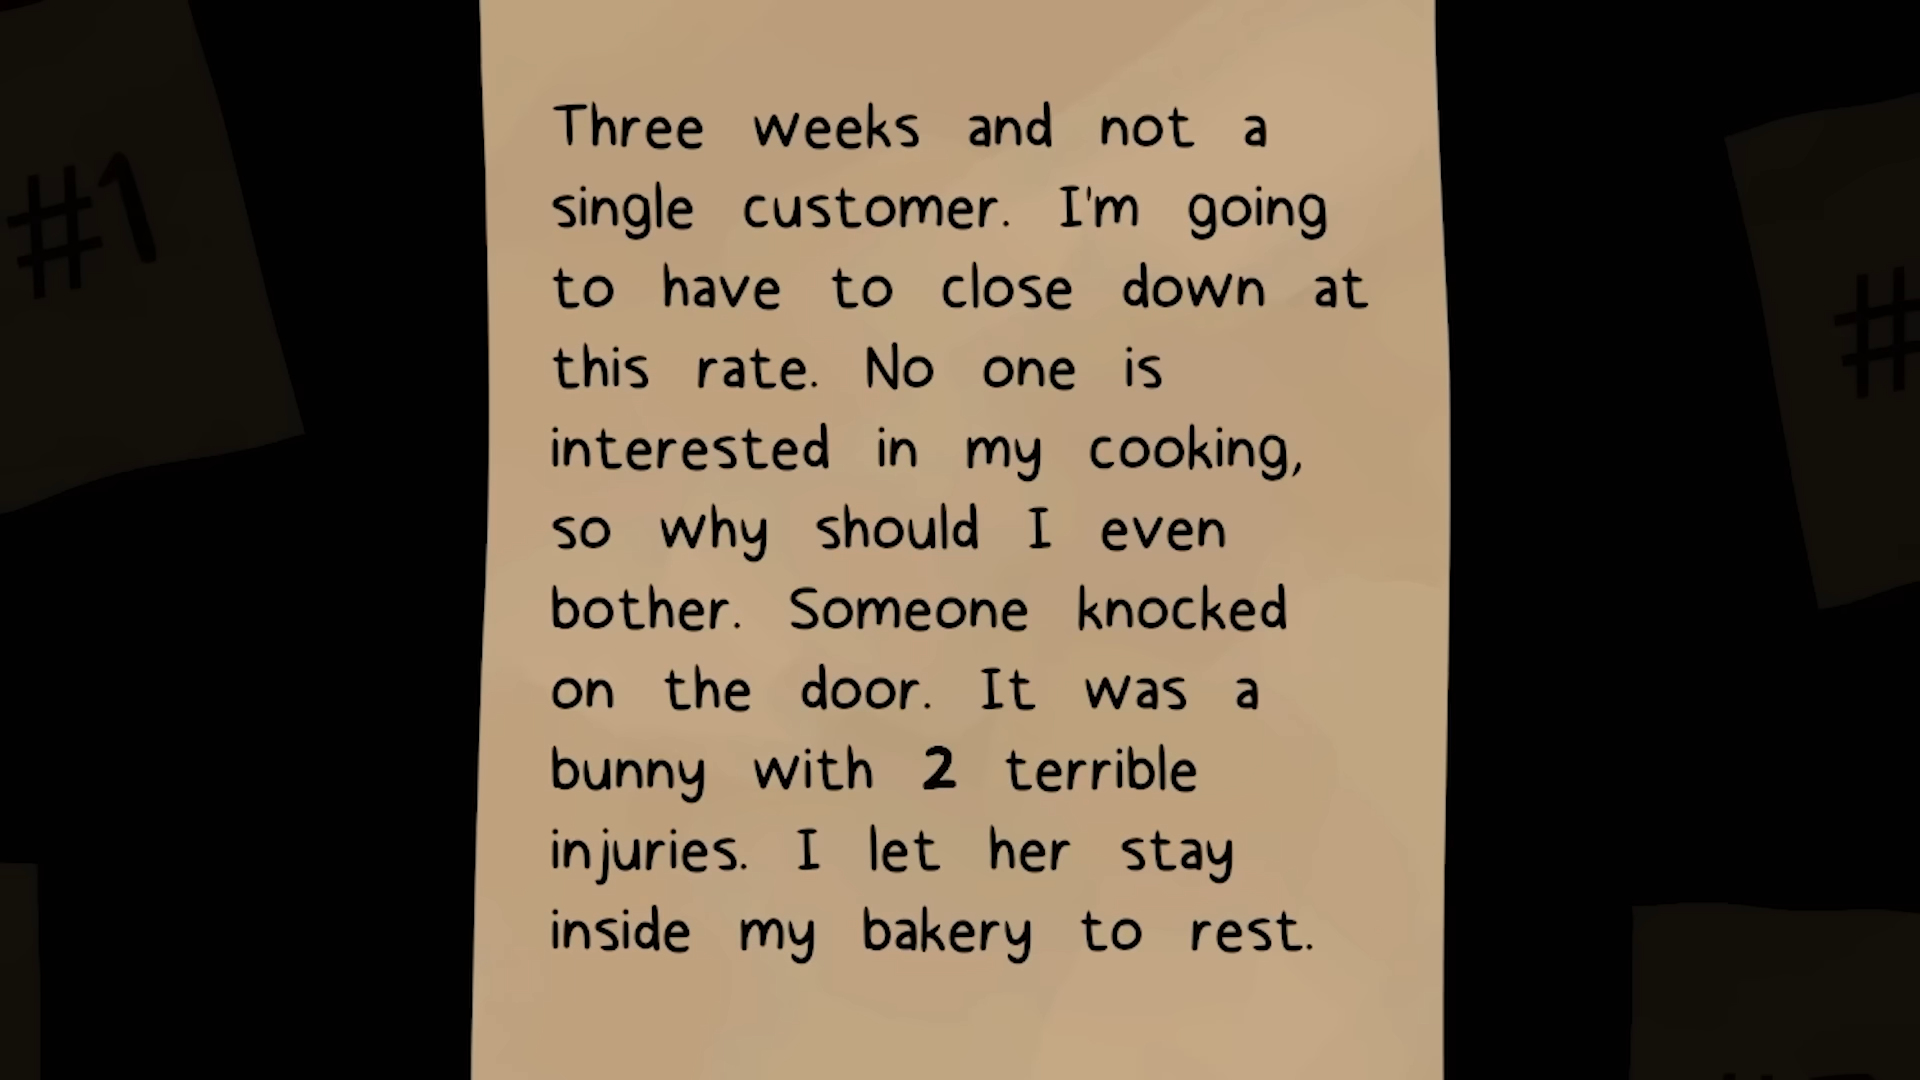 #1
#
Three weeks and not a
single customer. I'm going
to have to close down at
this rate. No one is
interested in my cooking,
so why should I even
bother. Someone knocked
on the door. It was a
bunny with 2 terrible
injuries. I let her stay
inside my bakery to rest.